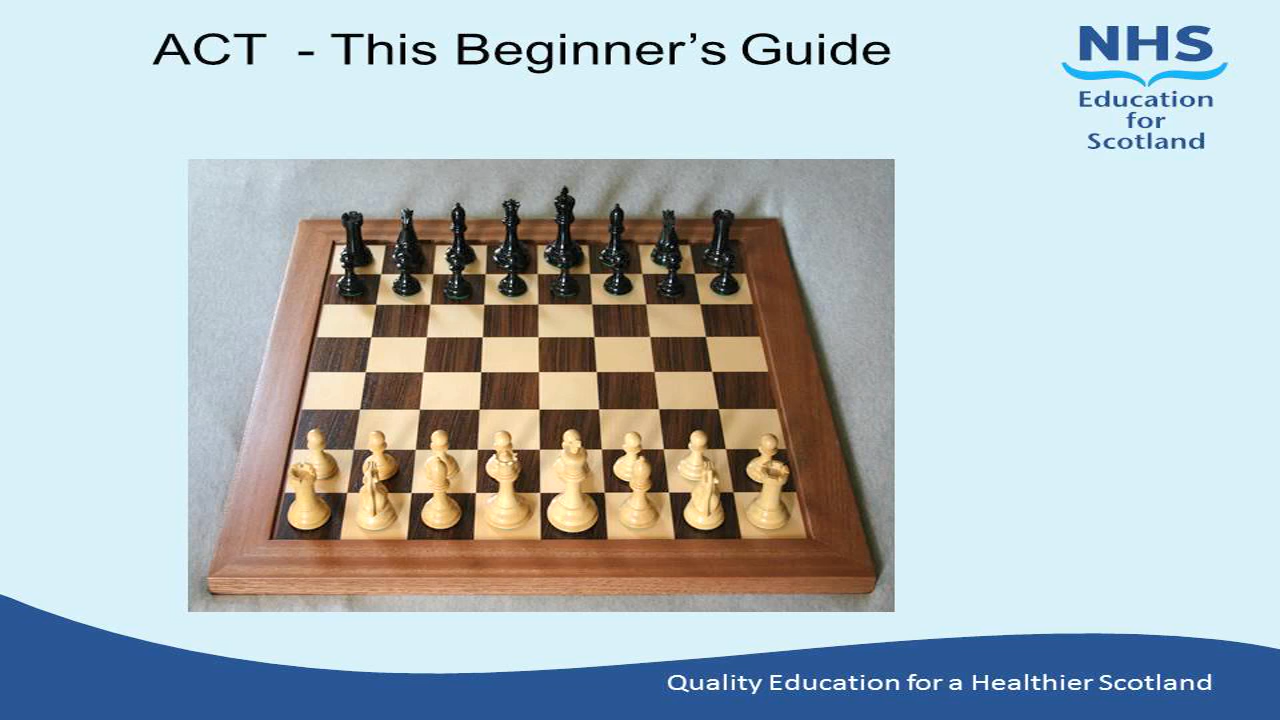 ACT  - This Beginner’s Guide
NHS
Education
for
Scotland
Quality Education for a Healthier Scotland